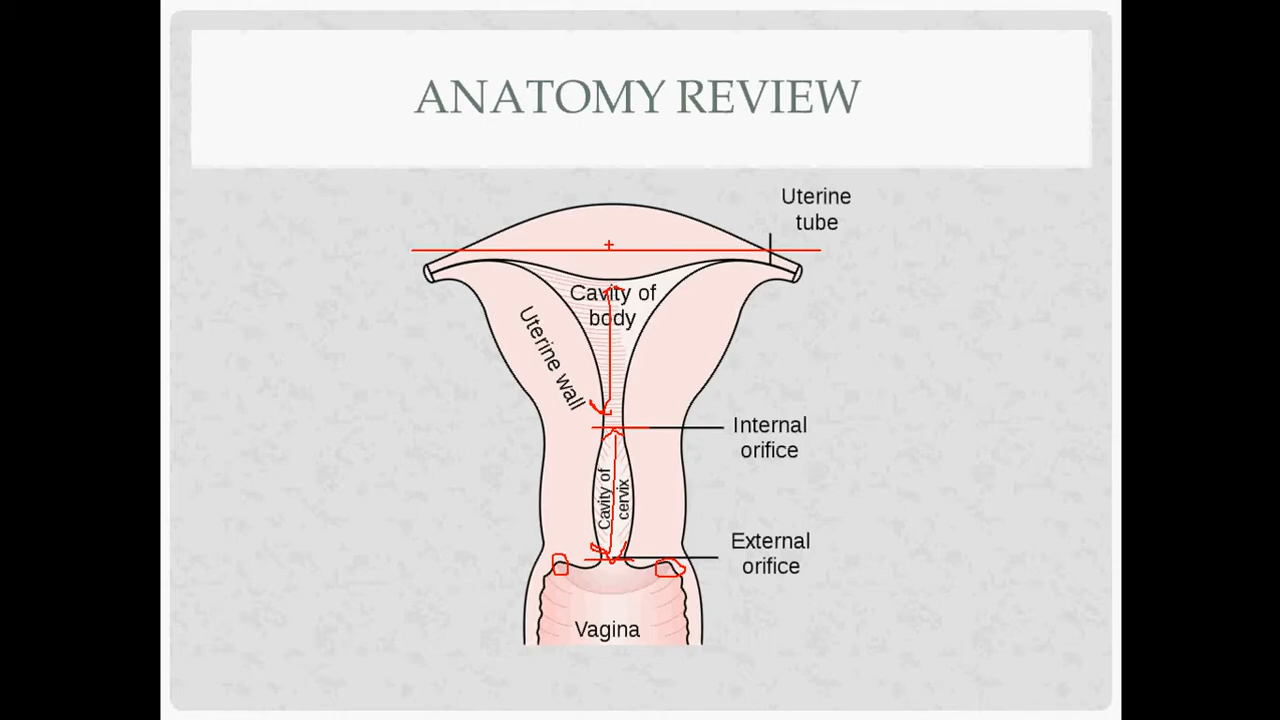 ANATOMY REVIEW
Uterine
tube
Cavity of
body
Uterine wall
Internal
orifice
Cavity of
cervix
External
orifice
Vagina